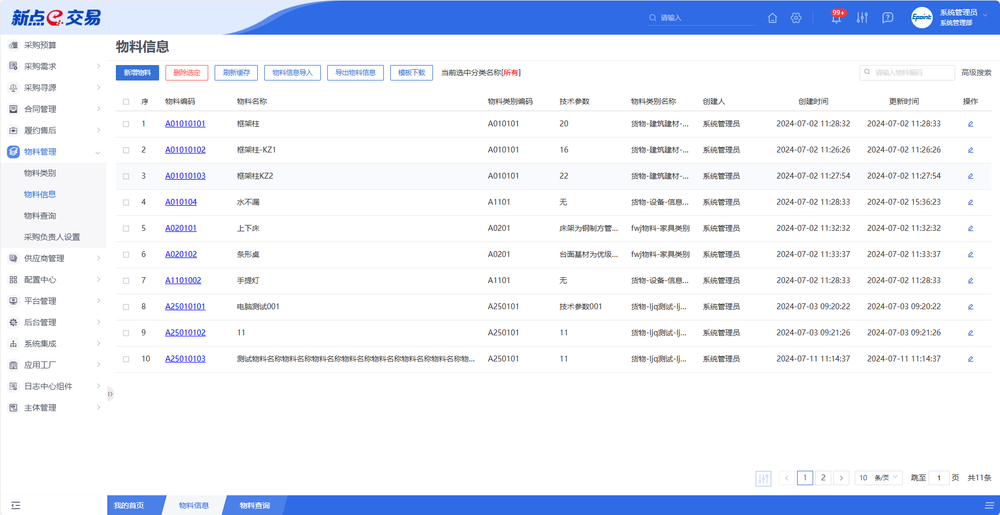 新点e交易
请输入
99+
Epoint
系统管理员
系统管理部
采购预算
采购需求
采购寻源
合同管理
履约售后
物料管理
物料类别
物料信息
物料查询
采购负责人设置
供应商管理
配置中心
平台管理
后台管理
系统集成
应用工厂
日志中心组件
主体管理
物料信息
新增物料 删除选定 刷新缓存 物料信息导入 导出物料信息 模板下载 当前选中分类名称[所有] 请输入物料编码 高级搜索
序 物料编码 物料名称 物料类别编码 技术参数 物料类别名称 创建人 创建时间 更新时间 操作
1 A01010101 框架柱 A010101 20 货物-建筑建材-... 系统管理员 2024-07-02 11:28:32 2024-07-02 11:28:33
2 A01010102 框架柱-KZ1 A010101 16 货物-建筑建材-... 系统管理员 2024-07-02 11:26:26 2024-07-02 11:26:26
3 A01010103 框架柱KZ2 A010101 22 货物-建筑建材-... 系统管理员 2024-07-02 11:27:54 2024-07-02 11:27:54
4 A010104 水不漏 A1101 无 货物-设备-信息... 系统管理员 2024-07-02 11:28:33 2024-07-02 15:36:23
5 A020101 上下床 A0201 床架为钢制方管... fwj物料-家具类别 系统管理员 2024-07-02 11:32:32 2024-07-02 11:32:32
6 A020102 条形桌 A0201 台面基材为优级... fwj物料-家具类别 系统管理员 2024-07-02 11:33:37 2024-07-02 11:33:37
7 A1101002 手提灯 A1101 无 货物-设备-信息... 系统管理员 2024-07-02 11:28:33 2024-07-02 11:28:33
8 A25010101 电脑测试001 A250101 技术参数001 货物-ljq测试-lj... 系统管理员 2024-07-03 09:20:22 2024-07-03 09:20:22
9 A25010102 11 A250101 11 货物-ljq测试-lj... 系统管理员 2024-07-03 09:21:26 2024-07-03 09:21:26
10 A25010103 测试物料名称物料名称物料名称物料名称物料名称物料名称物料名称物... A250101 11 货物-ljq测试-lj... 系统管理员 2024-07-11 11:14:37 2024-07-11 11:14:37
1 2 10 条/页 跳至 1 页 共11条
我的首页 物料信息 物料查询